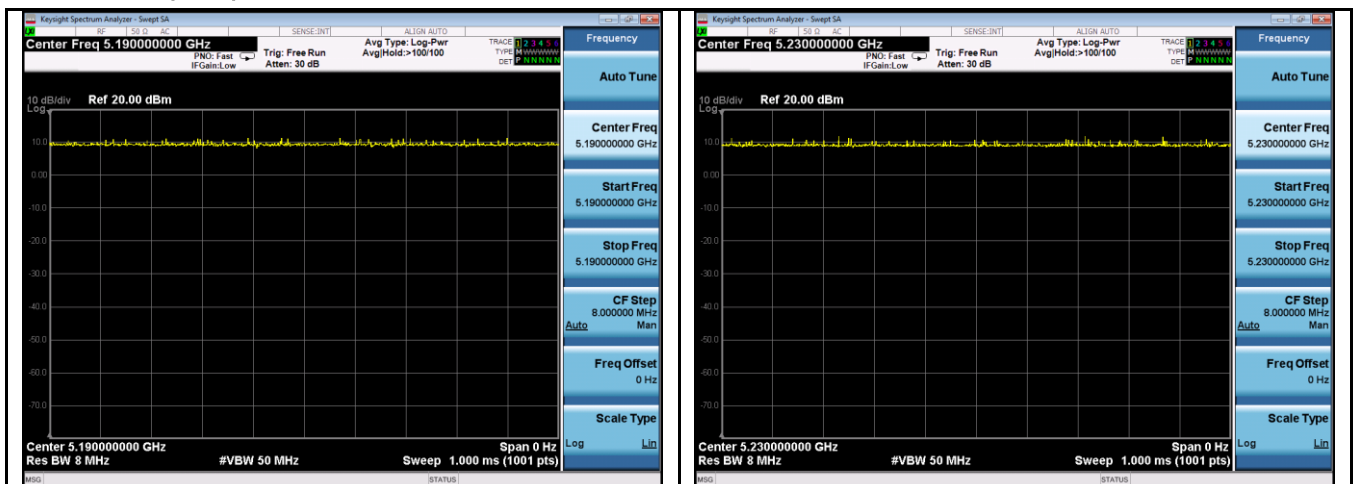 Keysight Spectrum Analyzer - Swept SA
RF 50 Ω AC SENSE:INT ALIGN AUTO
Center Freq 5.190000000 GHz
PNO: Fast
IFGain:Low
Trig: Free Run
Atten: 30 dB
Avg Type: Log-Pwr
Avg|Hold:>100/100
TRACE 1 2 3 4 5 6
TYPE M WWWWW
DET P N N N N N
10 dB/div Ref 20.00 dBm
Log
10.0
0.00
-10.0
-20.0
-30.0
-40.0
-50.0
-60.0
-70.0
Center 5.190000000 GHz Span 0 Hz
Res BW 8 MHz #VBW 50 MHz Sweep 1.000 ms (1001 pts)
MSG STATUS
Frequency
Auto Tune
Center Freq
5.190000000 GHz
Start Freq
5.190000000 GHz
Stop Freq
5.190000000 GHz
CF Step
8.000000 MHz
Auto Man
Freq Offset
0 Hz
Scale Type
Log Lin
Keysight Spectrum Analyzer - Swept SA
RF 50 Ω AC SENSE:INT ALIGN AUTO
Center Freq 5.230000000 GHz
PNO: Fast
IFGain:Low
Trig: Free Run
Atten: 30 dB
Avg Type: Log-Pwr
Avg|Hold:>100/100
TRACE 1 2 3 4 5 6
TYPE M WWWWW
DET P N N N N N
10 dB/div Ref 20.00 dBm
Log
10.0
0.00
-10.0
-20.0
-30.0
-40.0
-50.0
-60.0
-70.0
Center 5.230000000 GHz Span 0 Hz
Res BW 8 MHz #VBW 50 MHz Sweep 1.000 ms (1001 pts)
MSG STATUS
Frequency
Auto Tune
Center Freq
5.230000000 GHz
Start Freq
5.230000000 GHz
Stop Freq
5.230000000 GHz
CF Step
8.000000 MHz
Auto Man
Freq Offset
0 Hz
Scale Type
Log Lin